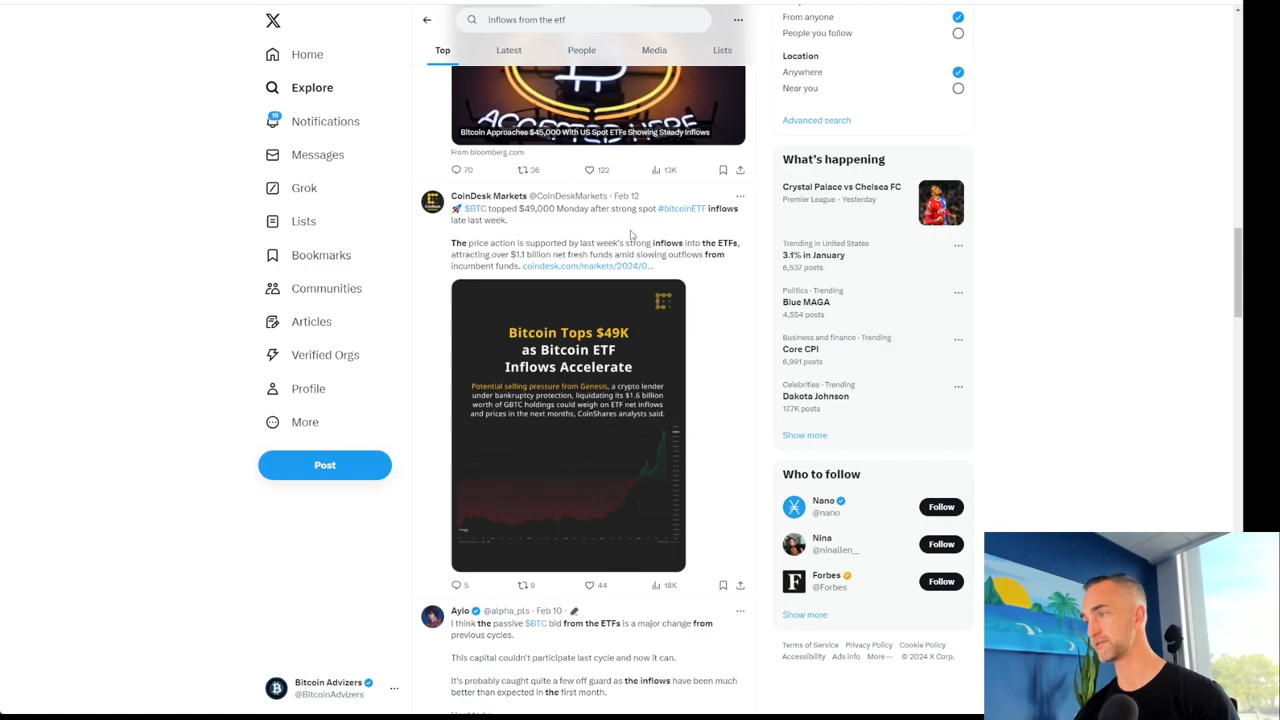 Home
Explore
19
Notifications
Messages
Grok
Lists
Bookmarks
Communities
Articles
Verified Orgs
Profile
More
Post
Bitcoin Advizers
@BitcoinAdvizers
inflows from the etf
Top
Latest
People
Media
Lists
ACCEPTED HERE
Bitcoin Approaches $45,000 With US Spot ETFs Showing Steady Inflows
From bloomberg.com
70
36
122
13K
CoinDesk Markets @CoinDeskMarkets · Feb 12
🚀 $BTC topped $49,000 Monday after strong spot #bitcoinETF inflows
late last week.
The price action is supported by last week's strong inflows into the ETFs,
attracting over $1.1 billion net fresh funds amid slowing outflows from
incumbent funds. coindesk.com/markets/2024/0...
Bitcoin Tops $49K
as Bitcoin ETF
Inflows Accelerate
Potential selling pressure from Genesis, a crypto lender
under bankruptcy protection, liquidating its $1.6 billion
worth of GBTC holdings could weigh on ETF net inflows
and prices in the next months, CoinShares analysts said.
5
9
44
18K
Aylo @alpha_pls · Feb 10 ·
I think the passive $BTC bid from the ETFs is a major change from
previous cycles.
This capital couldn't participate last cycle and now it can.
It's probably caught quite a few off guard as the inflows have been much
better than expected in the first month.
From anyone
People you follow
Location
Anywhere
Near you
Advanced search
What's happening
Crystal Palace vs Chelsea FC
Premier League · Yesterday
Trending in United States
3.1% in January
6,537 posts
Politics · Trending
Blue MAGA
4,554 posts
Business and finance · Trending
Core CPI
6,991 posts
Celebrities · Trending
Dakota Johnson
17.7K posts
Show more
Who to follow
Nano
@nano
Follow
Nina
@ninallen__
Follow
Forbes
@Forbes
Follow
Show more
Terms of Service Privacy Policy Cookie Policy
Accessibility Ads info More ··· © 2024 X Corp.